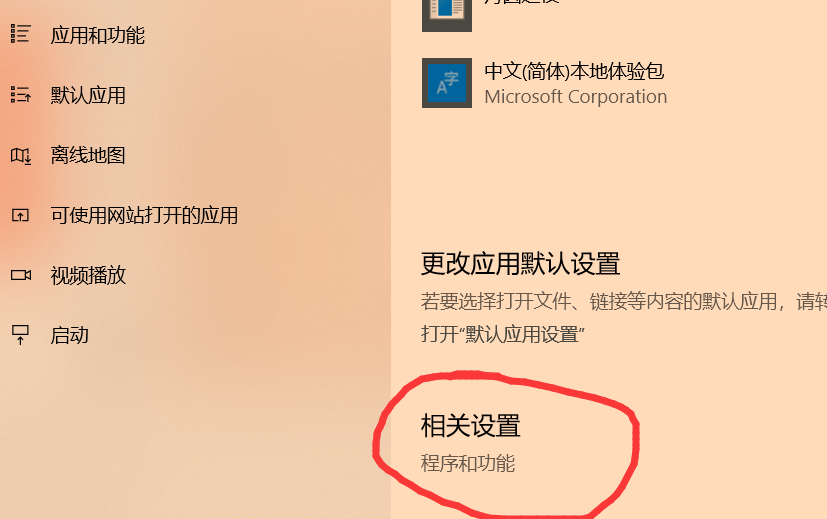 应用和功能
默认应用
离线地图
可使用网站打开的应用
视频播放
启动
中文(简体)本地体验包
Microsoft Corporation
更改应用默认设置
若要选择打开文件、链接等内容的默认应用，请转
打开“默认应用设置”
相关设置
程序和功能